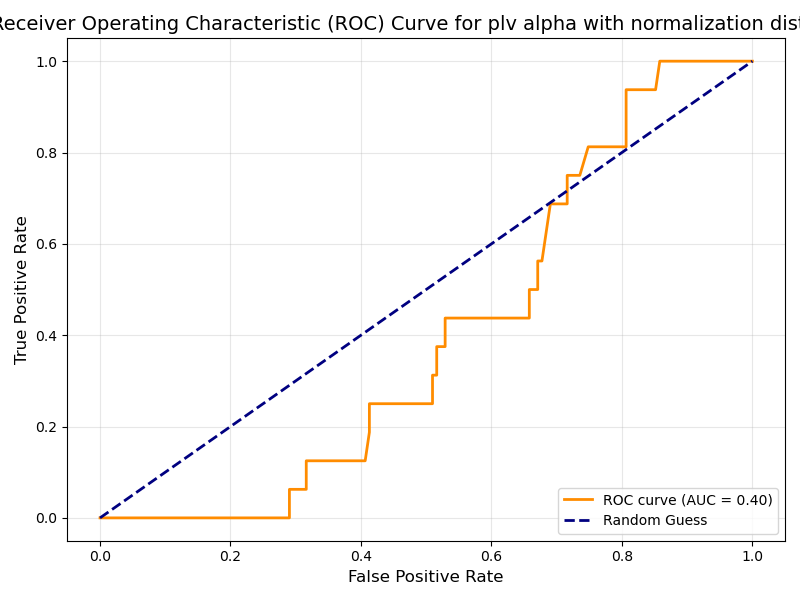 Receiver Operating Characteristic (ROC) Curve for plv alpha with normalization dist
1.0
0.8
0.6
0.4
0.2
0.0
True Positive Rate
0.0 0.2 0.4 0.6 0.8 1.0
False Positive Rate
ROC curve (AUC = 0.40)
Random Guess